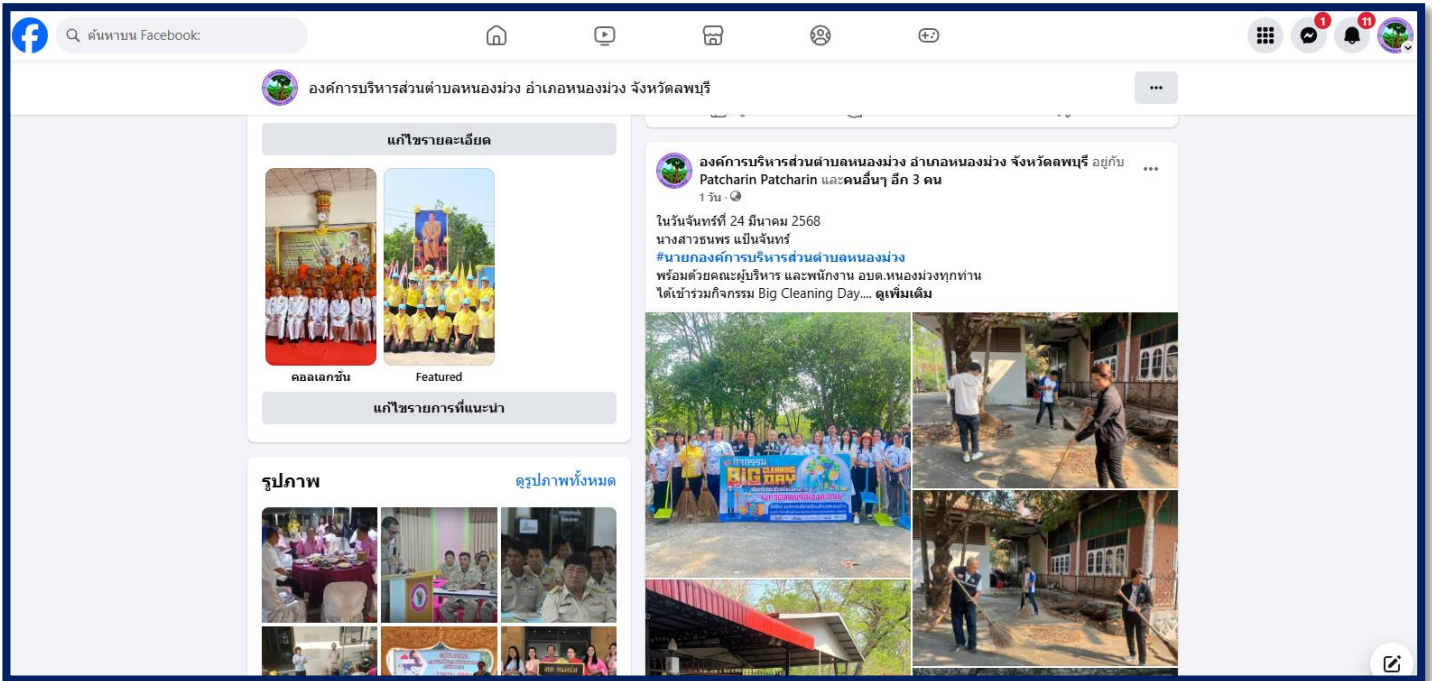 ค้นหาบน Facebook:
1
11
องค์การบริหารส่วนตำบลหนองม่วง อำเภอหนองม่วง จังหวัดลพบุรี
แก้ไขรายละเอียด
คอลเลกชั่น
Featured
แก้ไขรายการที่แนะนำ
รูปภาพ
ดูรูปภาพทั้งหมด
องค์การบริหารส่วนตำบลหนองม่วง อำเภอหนองม่วง จังหวัดลพบุรี อยู่กับ
Patcharin Patcharin และคนอื่นๆ อีก 3 คน
1 วัน ·
ในวันจันทร์ที่ 24 มีนาคม 2568
นางสาวธนพร แป้นจันทร์
#นายกองค์การบริหารส่วนตำบลหนองม่วง
พร้อมด้วยคณะผู้บริหาร และพนักงาน อบต.หนองม่วงทุกท่าน
ได้เข้าร่วมกิจกรรม Big Cleaning Day.... ดูเพิ่มเติม
กิจกรรม
BIG CLEANING
DAY